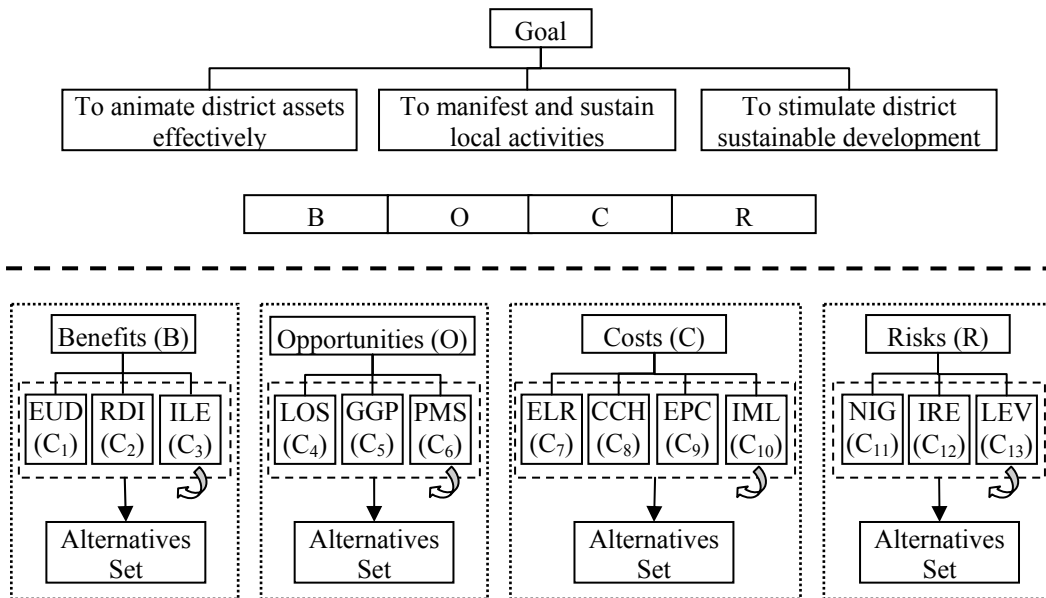 Goal
To animate district assets
effectively
To manifest and sustain
local activities
To stimulate district
sustainable development
B
O
C
R
Benefits (B)
Opportunities (O)
Costs (C)
Risks (R)
EUD
(C₁)
RDI
(C₂)
ILE
(C₃)
LOS
(C₄)
GGP
(C₅)
PMS
(C₆)
ELR
(C₇)
CCH
(C₈)
EPC
(C₉)
IML
(C₁₀)
NIG
(C₁₁)
IRE
(C₁₂)
LEV
(C₁₃)
Alternatives
Set
Alternatives
Set
Alternatives
Set
Alternatives
Set